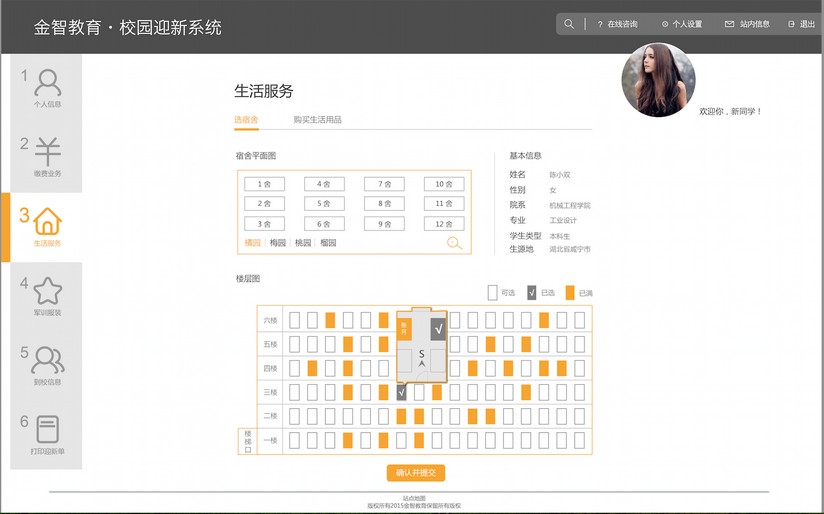 金智教育·校园迎新系统
? 在线咨询 个人设置 站内信息 退出
欢迎你，新同学！
1
个人信息
2
缴费业务
3
生活服务
4
军训服装
5
到校信息
6
打印迎新单
生活服务
选宿舍 购买生活用品
宿舍平面图
1 舍 4 舍 7 舍 10 舍
2 舍 5 舍 8 舍 11 舍
3 舍 6 舍 9 舍 12 舍
橘园 梅园 桃园 榴园
基本信息
姓名 陈小双
性别 女
院系 机械工程学院
专业 工业设计
学生类型 本科生
生源地 湖北省咸宁市
楼层图
可选 已选 已满
六楼
五楼
四楼
三楼
二楼
一楼
楼梯口
S
确认并提交
站点地图
版权所有2015金智教育保留所有版权